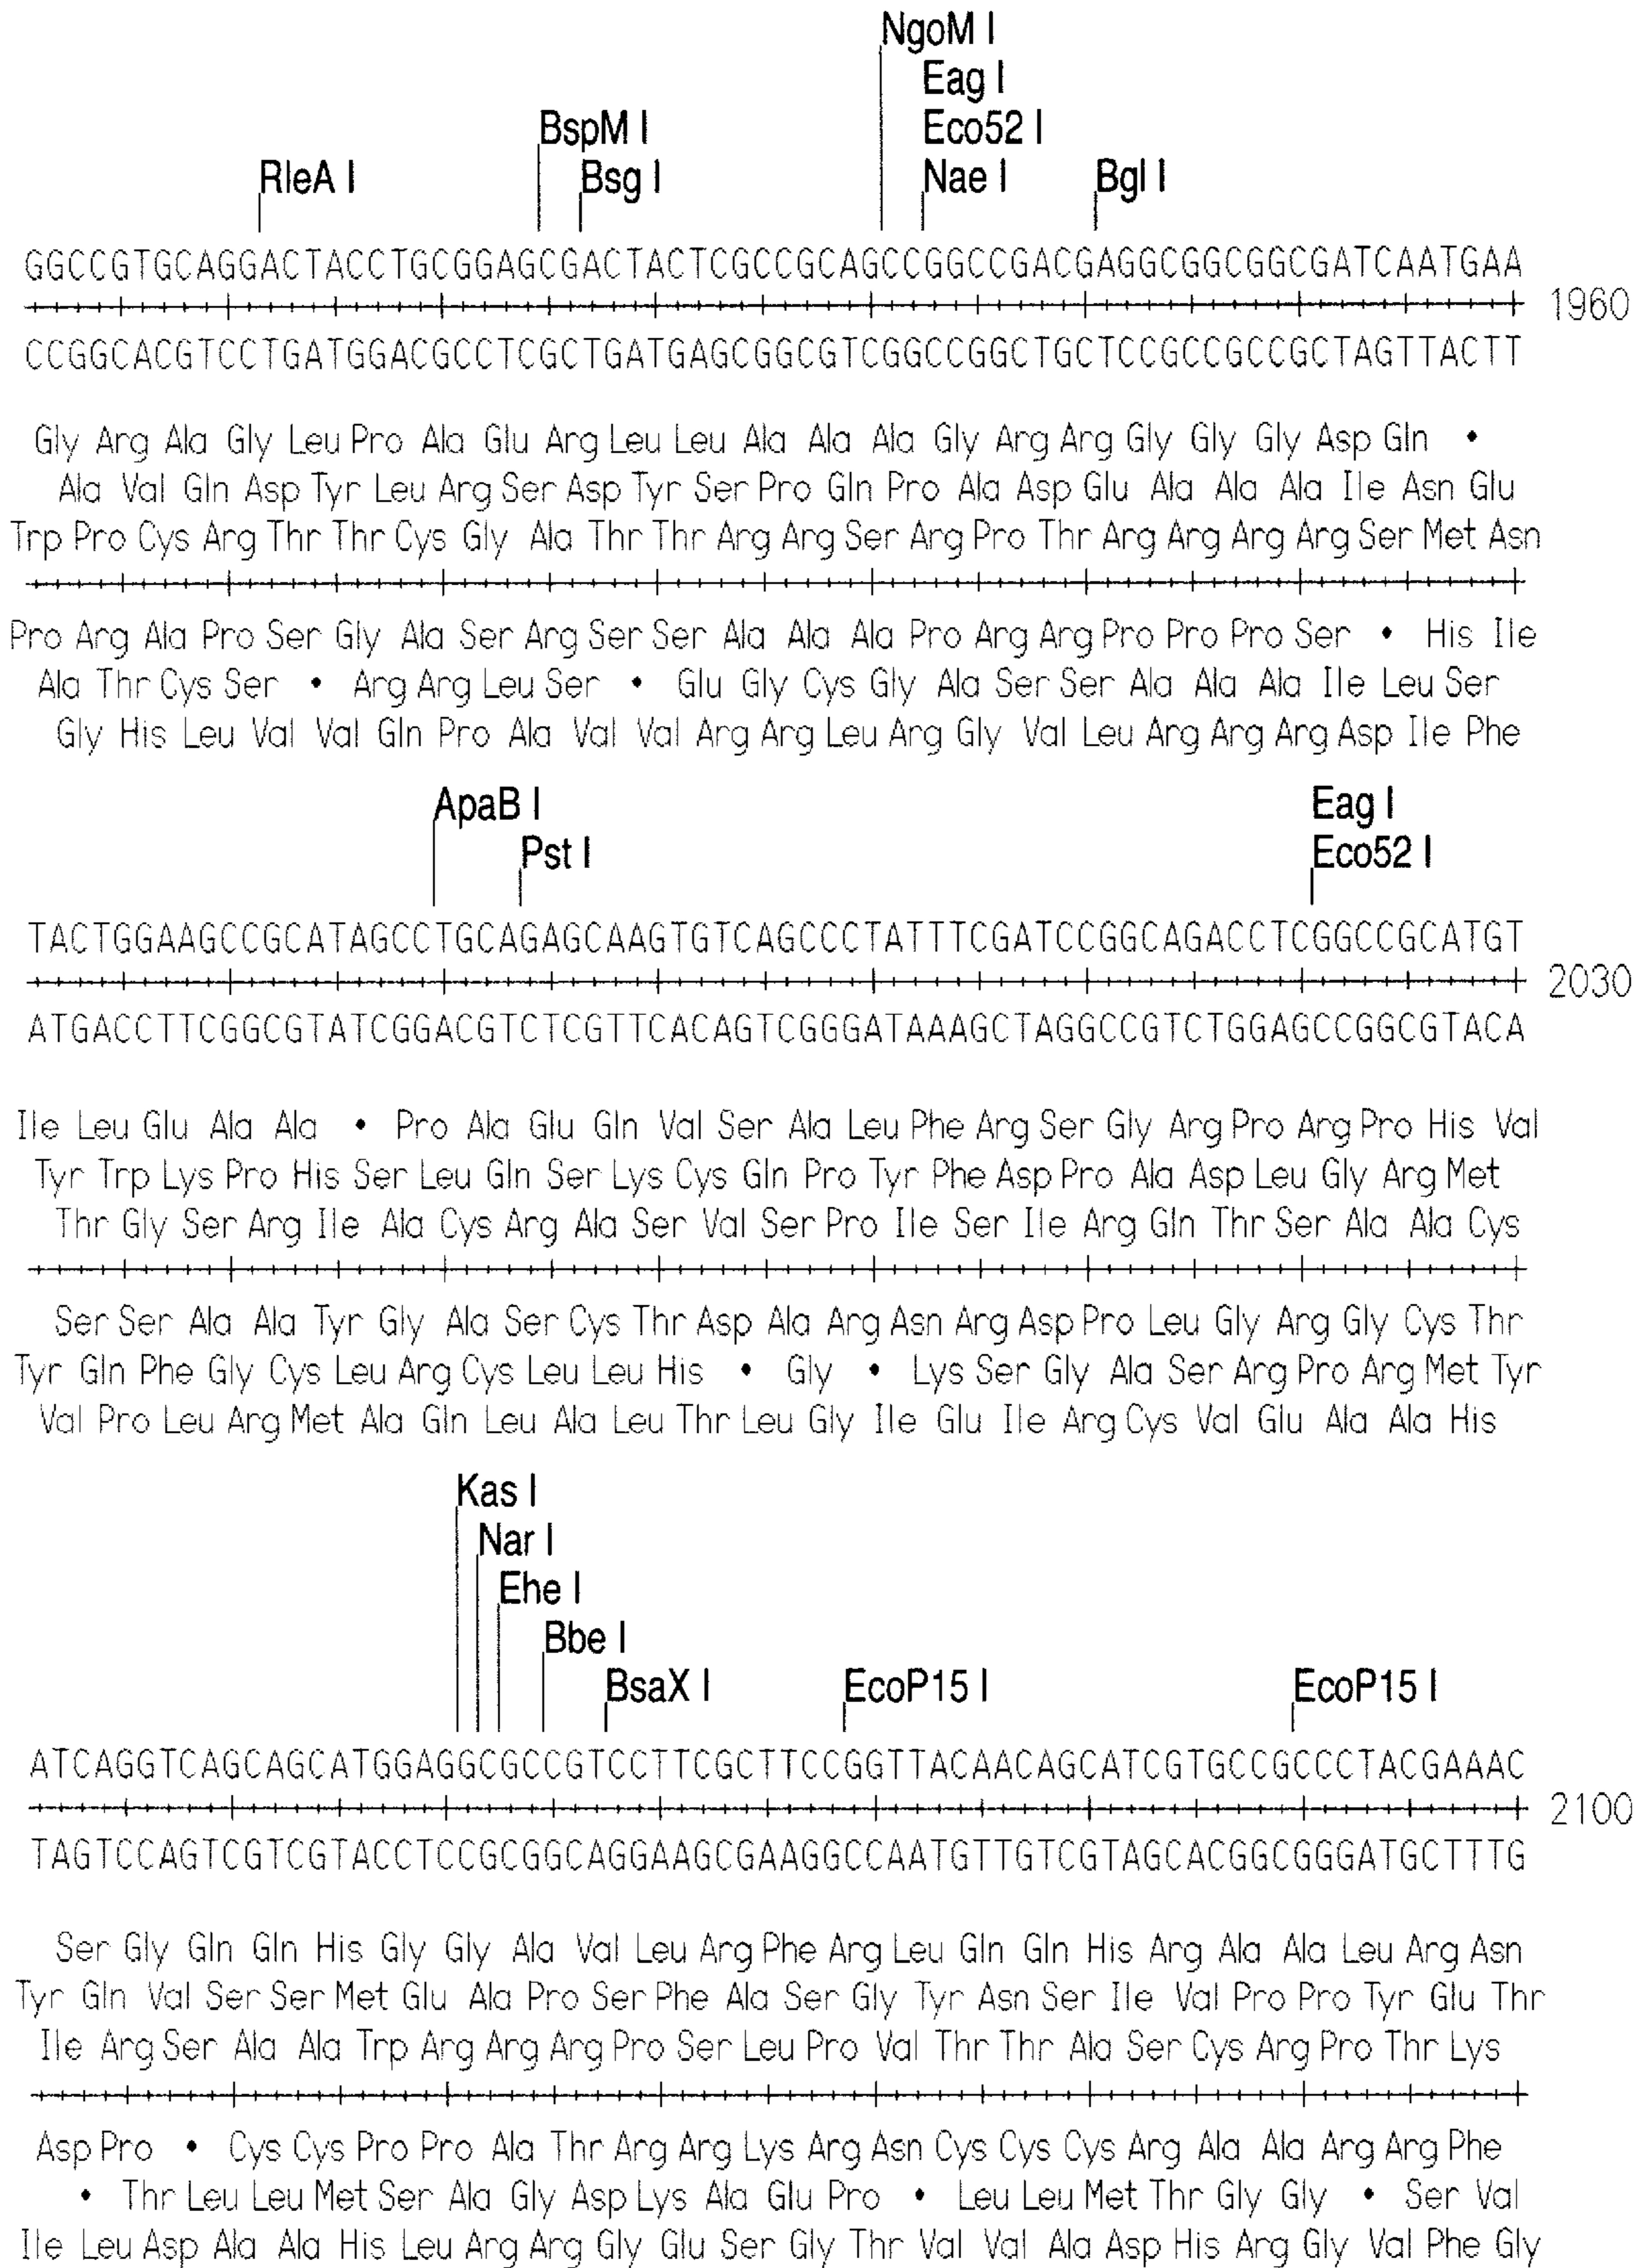 NgoM I
Eag I
BspM I Eco52 I
RleA I Bsg I Nae I Bgl I
GGCCGTGCAGGACTACCTGCGGAGCGACTACTCGCCGCAGCCGGCCGACGAGGCGGCGGCGATCAATGAA
1960
CCGGCACGTCCTGATGGACGCCTCGCTGATGAGCGGCGTCGGCCGGCTGCTCCGCCGCCGCTAGTTACTT
Gly Arg Ala Gly Leu Pro Ala Glu Arg Leu Leu Ala Ala Ala Gly Arg Arg Gly Gly Gly Asp Gln •
Ala Val Gln Asp Tyr Leu Arg Ser Asp Tyr Ser Pro Gln Pro Ala Asp Glu Ala Ala Ala Ile Asn Glu
Trp Pro Cys Arg Thr Thr Cys Gly Ala Thr Thr Arg Arg Ser Arg Pro Thr Arg Arg Arg Arg Ser Met Asn
Pro Arg Ala Pro Ser Gly Ala Ser Arg Ser Ser Ala Ala Ala Pro Arg Arg Pro Pro Pro Ser • His Ile
Ala Thr Cys Ser • Arg Arg Leu Ser • Glu Gly Cys Gly Ala Ser Ser Ala Ala Ala Ile Leu Ser
Gly His Leu Val Val Gln Pro Ala Val Val Arg Arg Leu Arg Gly Val Leu Arg Arg Arg Asp Ile Phe
ApaB I Eag I
Pst I Eco52 I
TACTGGAAGCCGCATAGCCTGCAGAGCAAGTGTCAGCCCTATTTCGATCCGGCAGACCTCGGCCGCATGT
2030
ATGACCTTCGGCGTATCGGACGTCTCGTTCACAGTCGGGATAAAGCTAGGCCGTCTGGAGCCGGCGTACA
Ile Leu Glu Ala Ala • Pro Ala Glu Gln Val Ser Ala Leu Phe Arg Ser Gly Arg Pro Arg Pro His Val
Tyr Trp Lys Pro His Ser Leu Gln Ser Lys Cys Gln Pro Tyr Phe Asp Pro Ala Asp Leu Gly Arg Met
Thr Gly Ser Arg Ile Ala Cys Arg Ala Ser Val Ser Pro Ile Ser Ile Arg Gln Thr Ser Ala Ala Cys
Ser Ser Ala Ala Tyr Gly Ala Ser Cys Thr Asp Ala Arg Asn Arg Asp Pro Leu Gly Arg Gly Cys Thr
Tyr Gln Phe Gly Cys Leu Arg Cys Leu Leu His • Gly • Lys Ser Gly Ala Ser Arg Pro Arg Met Tyr
Val Pro Leu Arg Met Ala Gln Leu Ala Leu Thr Leu Gly Ile Glu Ile Arg Cys Val Glu Ala Ala His
Kas I
Nar I
Ehe I
Bbe I
BsaX I EcoP15 I EcoP15 I
ATCAGGTCAGCAGCATGGAGGCGCCGTCCTTCGCTTCCGGTTACAACAGCATCGTGCCGCCCTACGAAAC
2100
TAGTCCAGTCGTCGTACCTCCGCGGCAGGAAGCGAAGGCCAATGTTGTCGTAGCACGGCGGGATGCTTTG
Ser Gly Gln Gln His Gly Gly Ala Val Leu Arg Phe Arg Leu Gln Gln His Arg Ala Ala Leu Arg Asn
Tyr Gln Val Ser Ser Met Glu Ala Pro Ser Phe Ala Ser Gly Tyr Asn Ser Ile Val Pro Pro Tyr Glu Thr
Ile Arg Ser Ala Ala Trp Arg Arg Arg Pro Ser Leu Pro Val Thr Thr Ala Ser Cys Arg Pro Thr Lys
Asp Pro • Cys Cys Pro Pro Ala Thr Arg Arg Lys Arg Asn Cys Cys Cys Arg Ala Ala Arg Arg Phe
• Thr Leu Leu Met Ser Ala Gly Asp Lys Ala Glu Pro • Leu Leu Met Thr Gly Gly • Ser Val
Ile Leu Asp Ala Ala His Leu Arg Arg Gly Glu Ser Gly Thr Val Val Ala Asp His Arg Gly Val Phe Gly